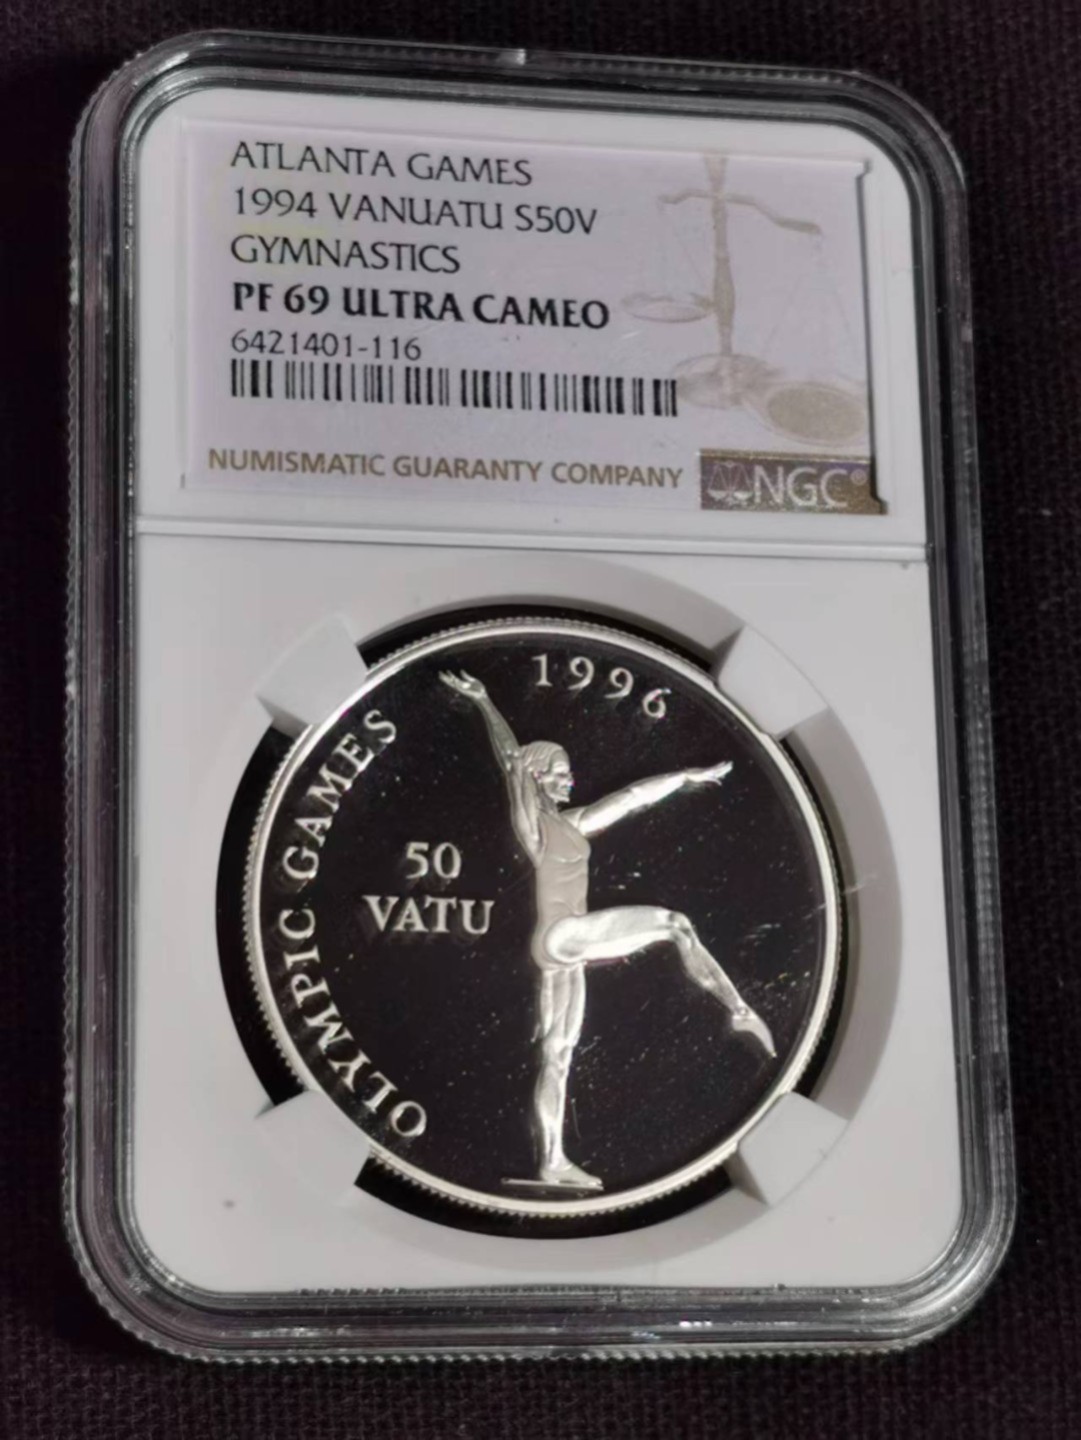 ATLANTA GAMES
1994 VANUATU S50V
GYMNASTICS
PF 69 ULTRA CAMEO
6421401-116
NUMISMATIC GUARANTY COMPANY
NGC®
1996
OLYMPIC GAMES
50
VATU